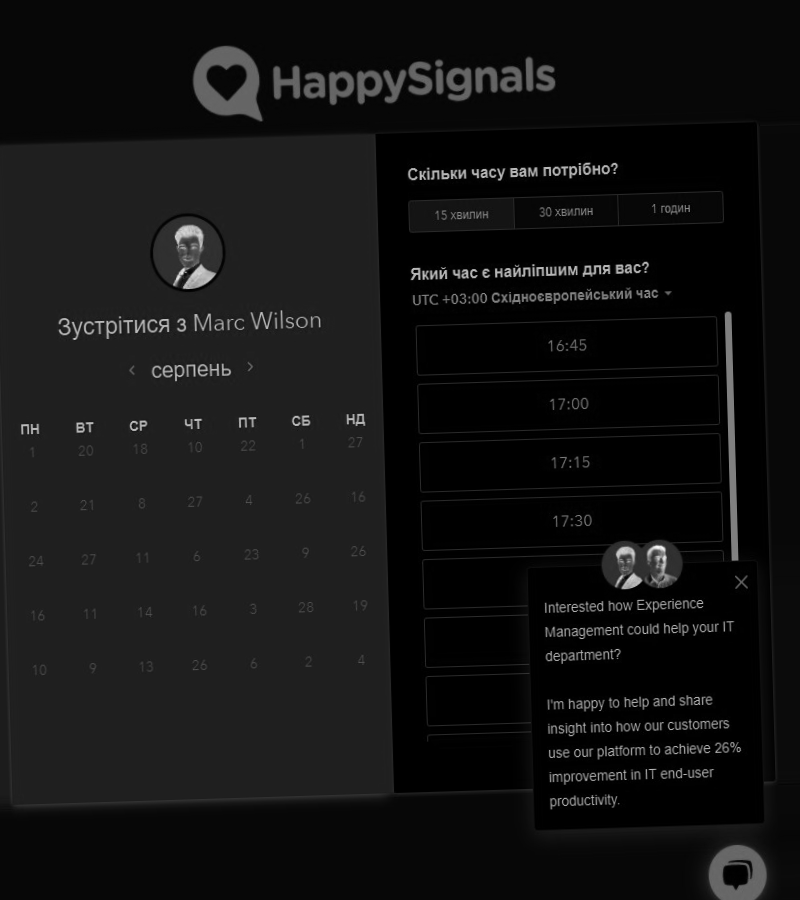 HappySignals
Зустрітися з Marc Wilson
серпень
ПН ВТ СР ЧТ ПТ СБ НД
1 20 18 10 22 1 27
2 21 8 27 4 26 16
24 27 11 6 23 9 26
16 11 14 16 3 28 19
10 9 13 26 6 2 4
Скільки часу вам потрібно?
15 хвилин 30 хвилин 1 годин
Який час є найліпшим для вас?
UTC +03:00 Східноєвропейський час
16:45
17:00
17:15
17:30
Interested how Experience
Management could help your IT
department?
I'm happy to help and share
insight into how our customers
use our platform to achieve 26%
improvement in IT end-user
productivity.